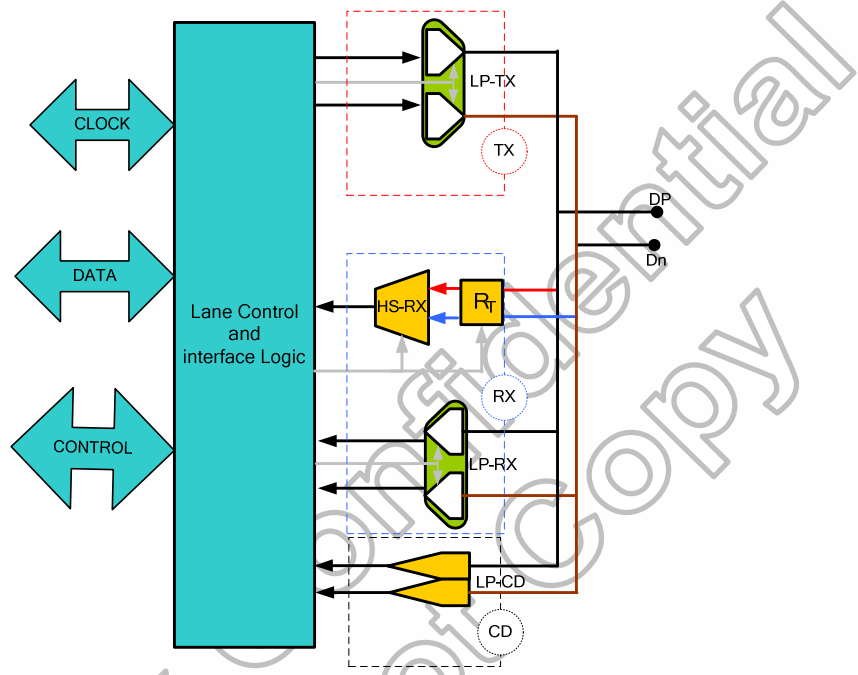 CLOCK
DATA
CONTROL
Lane Control
and
interface Logic
LP-TX
TX
DP
Dn
HS-RX
RT
RX
LP-RX
LP-CD
CD
Confidential
Copy